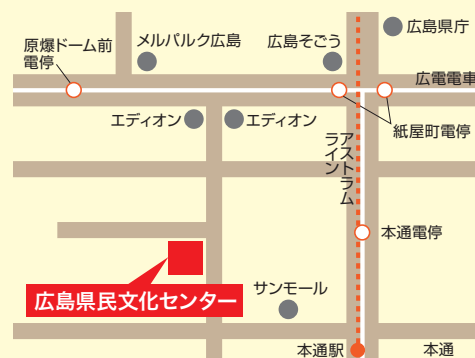 原爆ドーム前
電停
メルパルク広島
広島そごう
広島県庁
広電電車
エディオン
エディオン
紙屋町電停
アストラム
ライン
本通電停
広島県民文化センター
サンモール
本通駅
本通